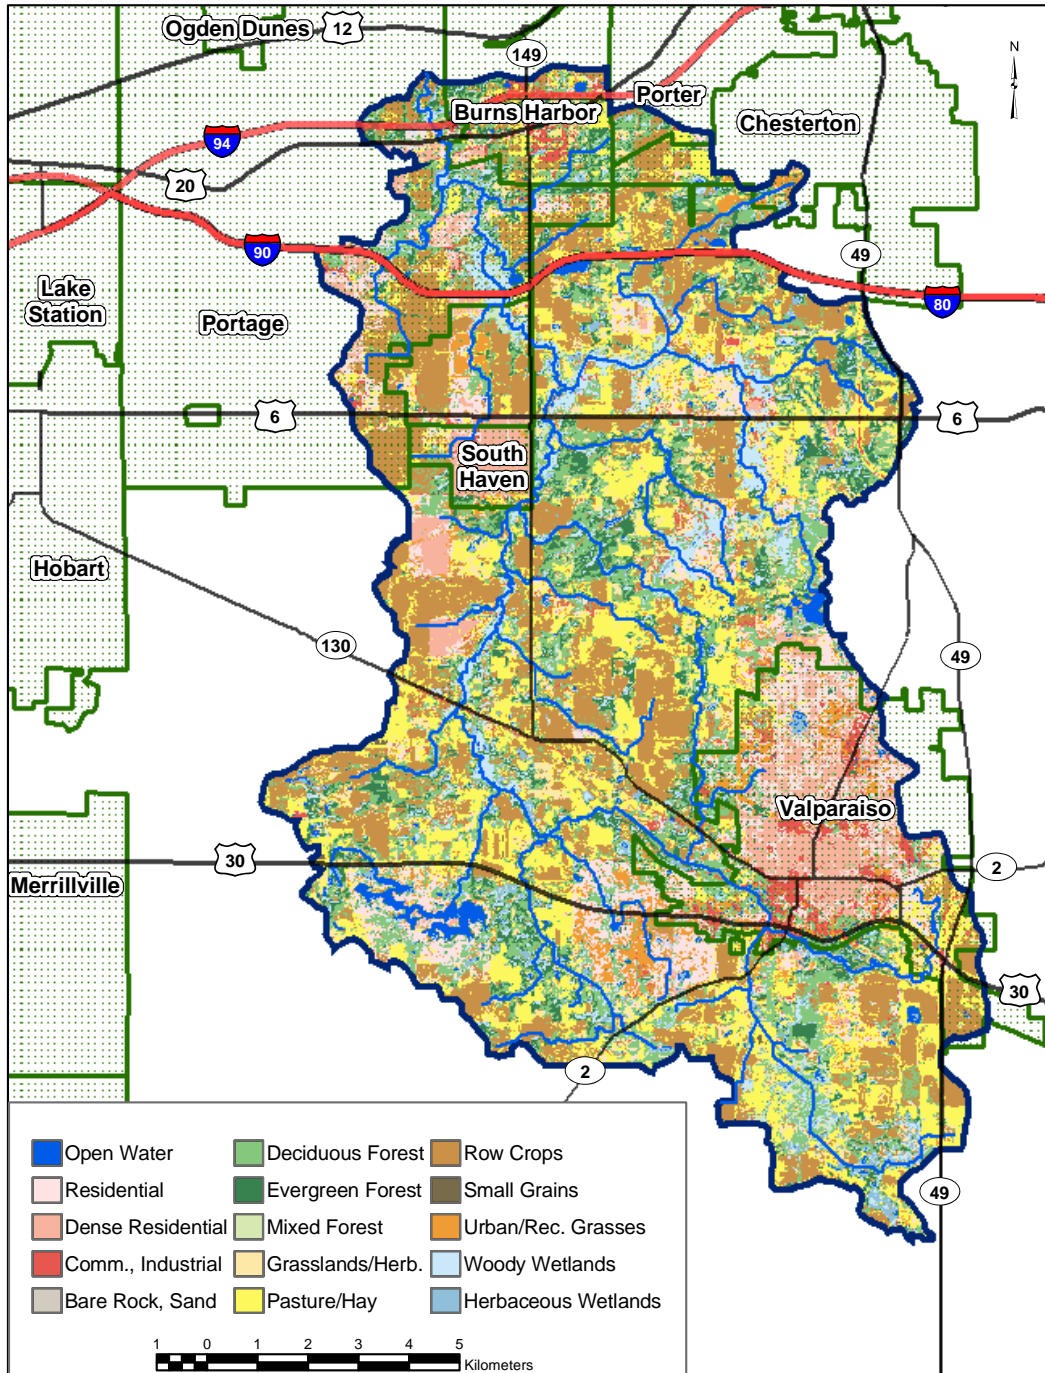 Ogden Dunes
12
149
N
Porter
Burns Harbor
Chesterton
94
20
49
90
Lake
Station
80
Portage
6
6
South
Haven
Hobart
130
49
Valparaiso
30
2
Merrillville
30
2
49
Open Water
Deciduous Forest
Row Crops
Residential
Evergreen Forest
Small Grains
Dense Residential
Mixed Forest
Urban/Rec. Grasses
Comm., Industrial
Grasslands/Herb.
Woody Wetlands
Bare Rock, Sand
Pasture/Hay
Herbaceous Wetlands
1 0 1 2 3 4 5
Kilometers